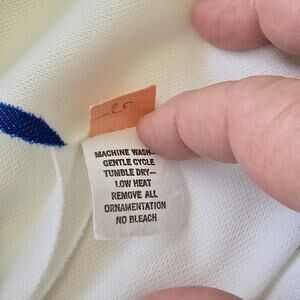 MACHINE WASH—
GENTLE CYCLE
TUMBLE DRY—
LOW HEAT
REMOVE ALL
ORNAMENTATION
NO BLEACH